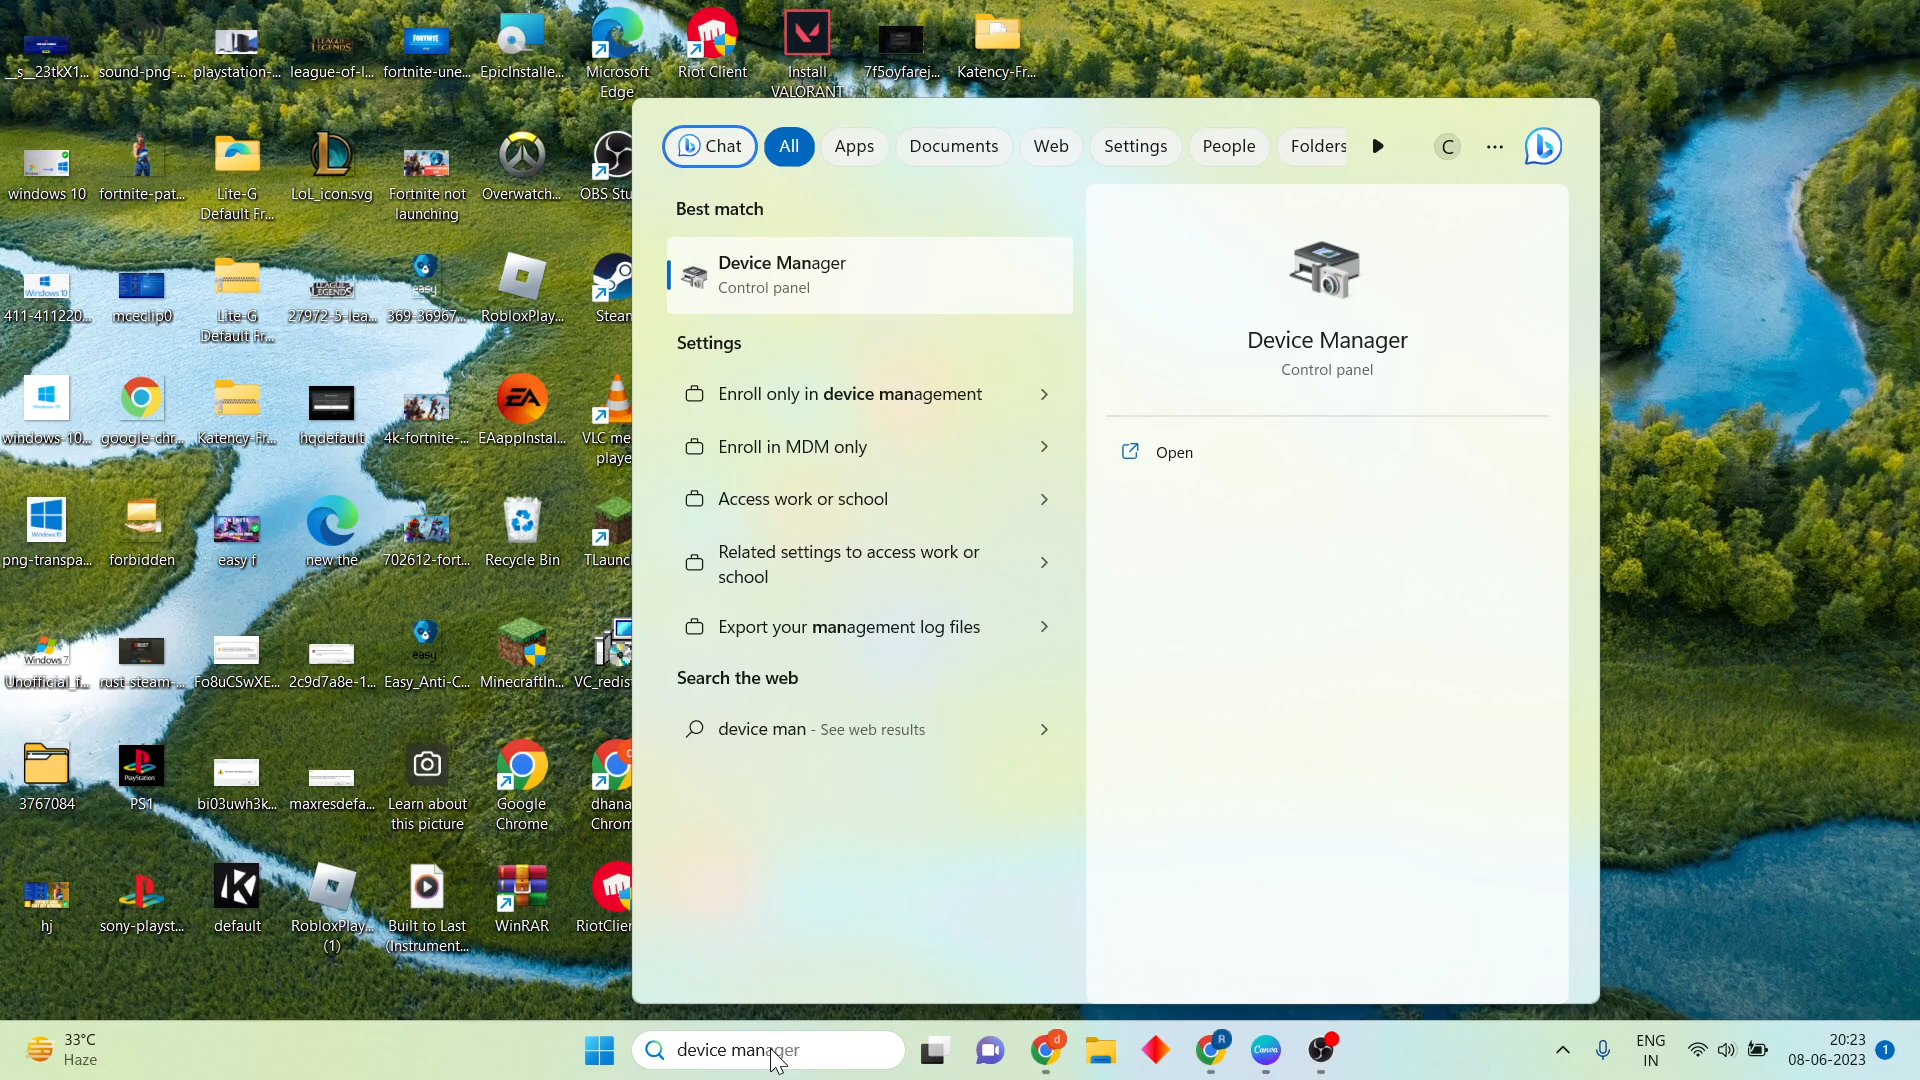 __s__23tkX1...
sound-png-...
playstation-...
league-of-l...
fortnite-une...
EpicInstalle...
Microsoft
Edge
Riot Client
Install
VALORANT
7f5oyfarej...
Katency-Fr...
windows 10
fortnite-pat...
Lite-G
Default Fr...
LoL_icon.svg
Fortnite not
launching
Overwatch...
OBS Stu
411-411220...
mceclip0
Lite-G
Default Fr...
27972-5-lea...
369-36967...
RobloxPlay...
Steam
windows-10...
google-chr...
Katency-Fr...
hqdefault
4k-fortnite-...
EAappInstal...
VLC me
playe
png-transpa...
forbidden
easy f
new the
702612-fort...
Recycle Bin
TLaunc
Unofficial_f...
rust-steam-...
Fo8uCSwXE...
2c9d7a8e-1...
Easy_Anti-C...
MinecraftIn...
VC_redis
3767084
PS1
bi03uwh3k...
maxresdefa...
Learn about
this picture
Google
Chrome
dhana
Chrom
hj
sony-playst...
default
RobloxPlay...
(1)
Built to Last
(Instrument...
WinRAR
RiotClien
Chat
All
Apps
Documents
Web
Settings
People
Folders
C
Best match
Device Manager
Control panel
Settings
Enroll only in device management
Enroll in MDM only
Access work or school
Related settings to access work or
school
Export your management log files
Search the web
device man - See web results
Device Manager
Control panel
Open
33°C
Haze
device manager
ENG
IN
20:23
08-06-2023
1